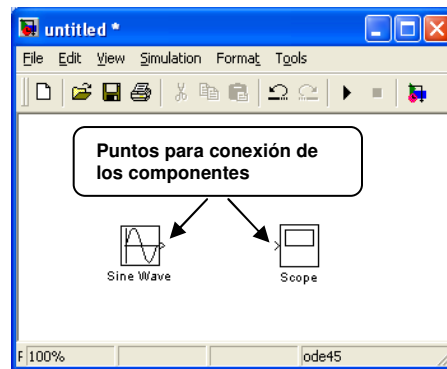 untitled *
File Edit View Simulation Format Tools
Puntos para conexión de
los componentes
Sine Wave
Scope
F 100% ode45